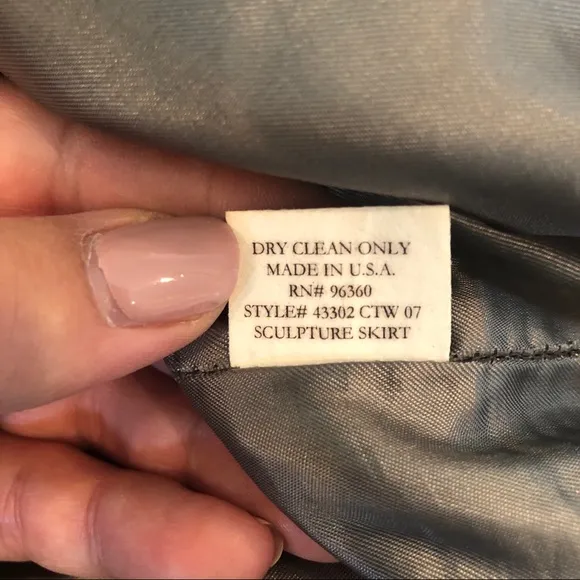 DRY CLEAN ONLY
MADE IN U.S.A.
RN# 96360
STYLE# 43302 CTW 07
SCULPTURE SKIRT